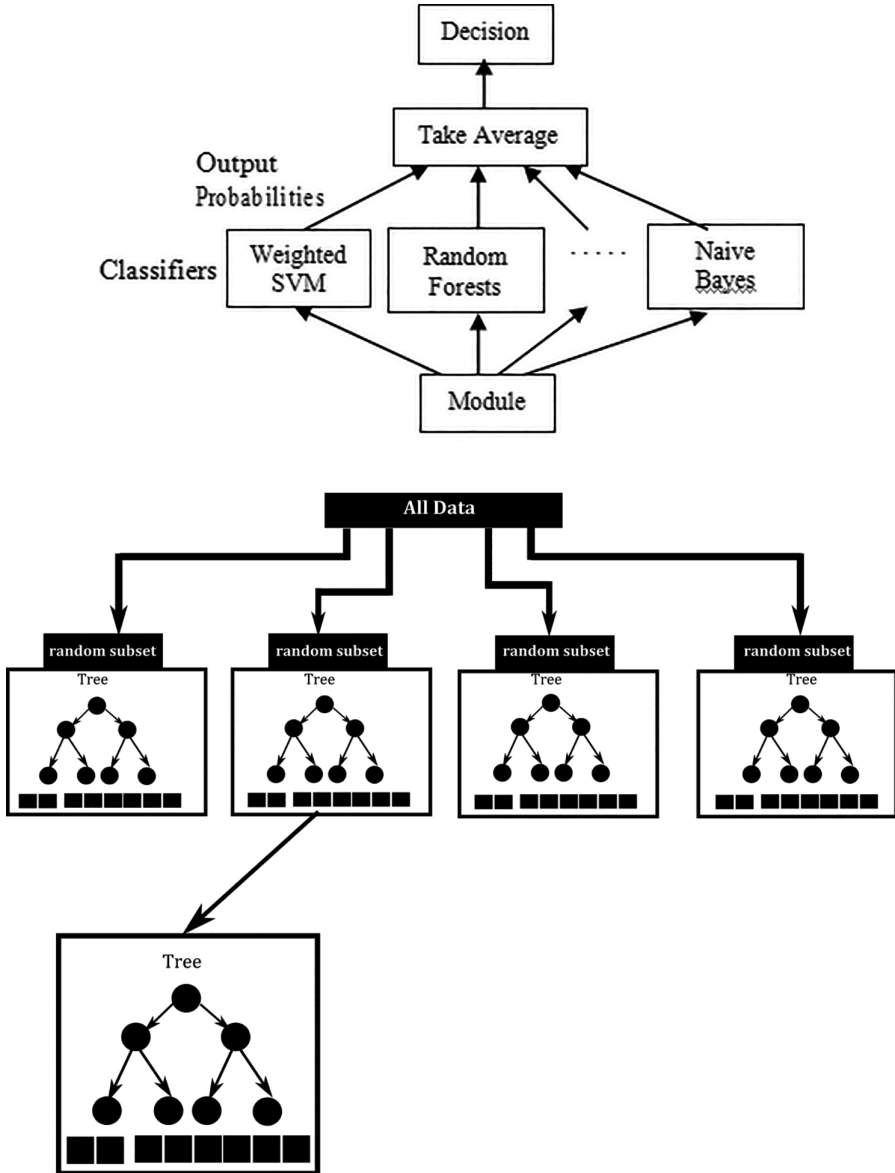 Decision
Take Average
Output
Probabilities
Classifiers
Weighted
SVM
Random
Forests
......
Naive
Bayes
Module
All Data
random subset
random subset
random subset
random subset
Tree
Tree
Tree
Tree
Tree